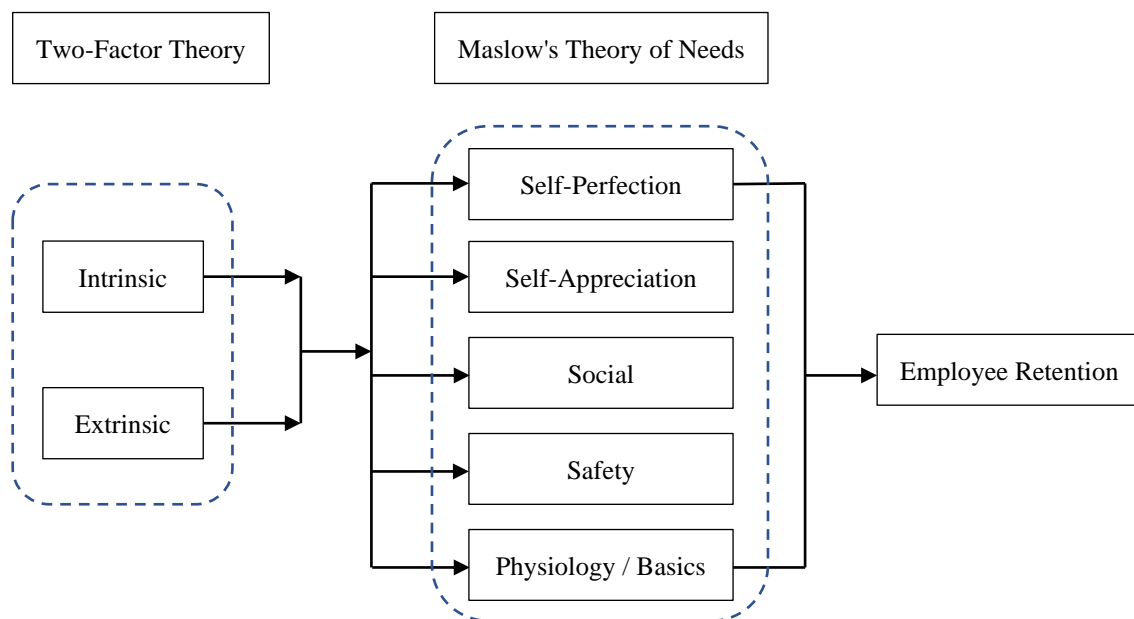 Two-Factor Theory
Maslow's Theory of Needs
Self-Perfection
Intrinsic
Self-Appreciation
Social
Employee Retention
Extrinsic
Safety
Physiology / Basics